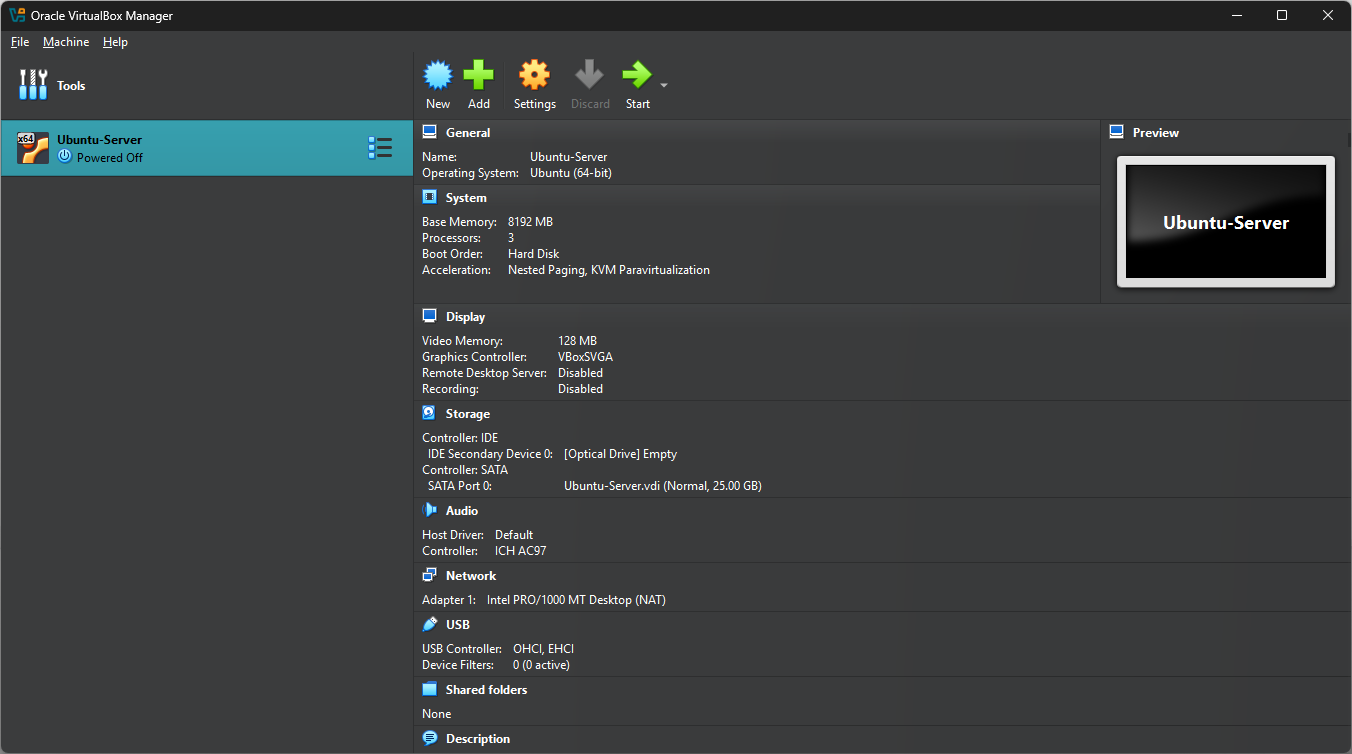 Oracle VirtualBox Manager
File Machine Help
Tools
New Add Settings Discard Start
x64
Ubuntu-Server
Powered Off
General
Name: Ubuntu-Server
Operating System: Ubuntu (64-bit)
Preview
Ubuntu-Server
System
Base Memory: 8192 MB
Processors: 3
Boot Order: Hard Disk
Acceleration: Nested Paging, KVM Paravirtualization
Display
Video Memory: 128 MB
Graphics Controller: VBoxSVGA
Remote Desktop Server: Disabled
Recording: Disabled
Storage
Controller: IDE
IDE Secondary Device 0: [Optical Drive] Empty
Controller: SATA
SATA Port 0: Ubuntu-Server.vdi (Normal, 25.00 GB)
Audio
Host Driver: Default
Controller: ICH AC97
Network
Adapter 1: Intel PRO/1000 MT Desktop (NAT)
USB
USB Controller: OHCI, EHCI
Device Filters: 0 (0 active)
Shared folders
None
Description